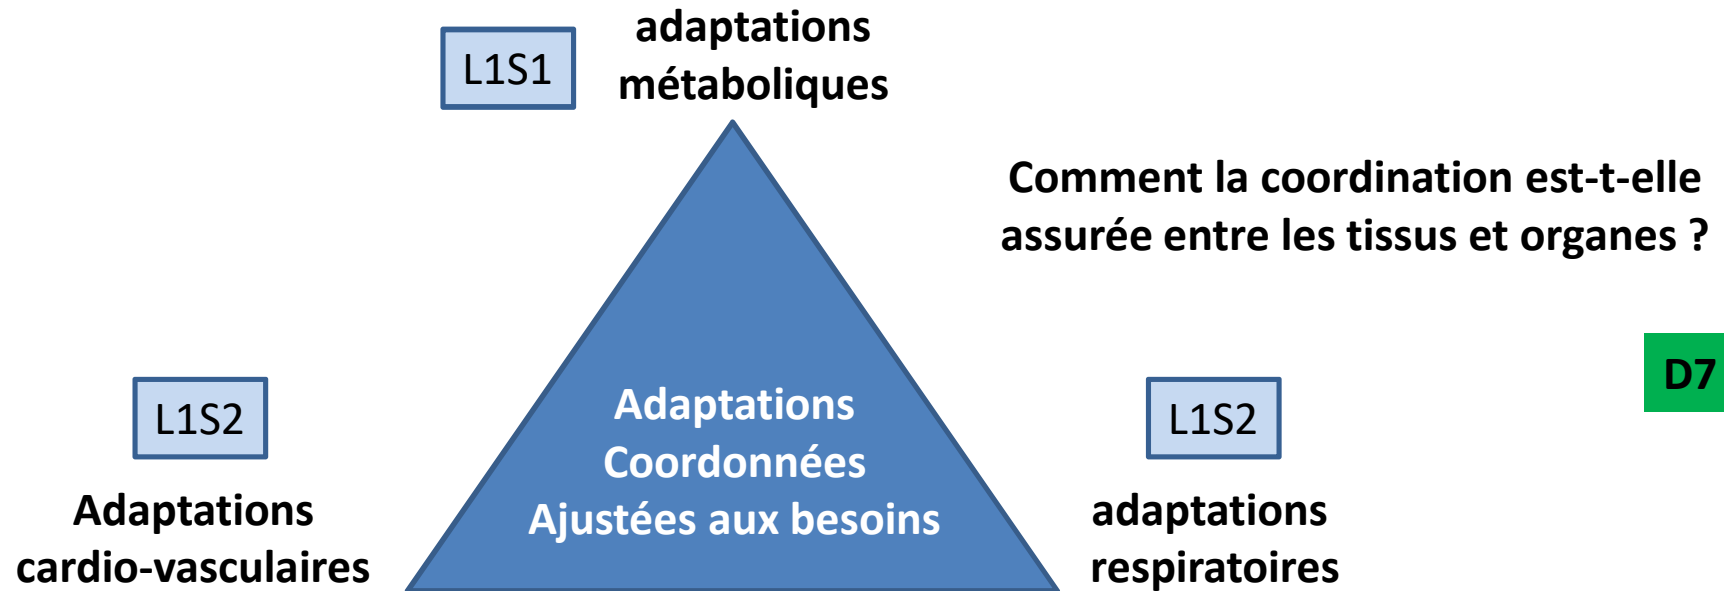 L1S1
adaptations
métaboliques
Comment la coordination est-t-elle
assurée entre les tissus et organes ?
D7
L1S2
Adaptations
cardio-vasculaires
Adaptations
Coordonnées
Ajustées aux besoins
L1S2
adaptations
respiratoires